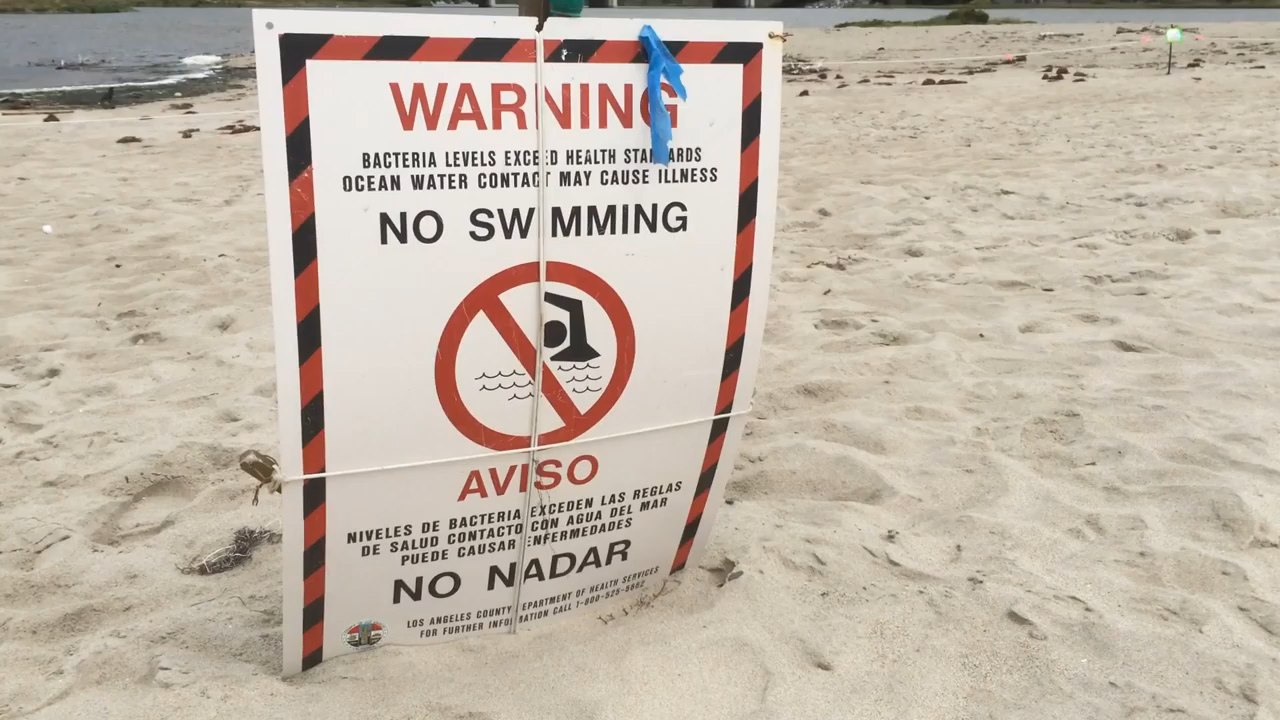 WARNING
BACTERIA LEVELS EXCEED HEALTH STANDARDS
OCEAN WATER CONTACT MAY CAUSE ILLNESS
NO SWIMMING
AVISO
NIVELES DE BACTERIA EXCEDEN LAS REGLAS
DE SALUD CONTACTO CON AGUA DEL MAR
PUEDE CAUSAR ENFERMEDADES
NO NADAR
LOS ANGELES COUNTY DEPARTMENT OF HEALTH SERVICES
FOR FURTHER INFORMATION CALL 1-800-525-5662